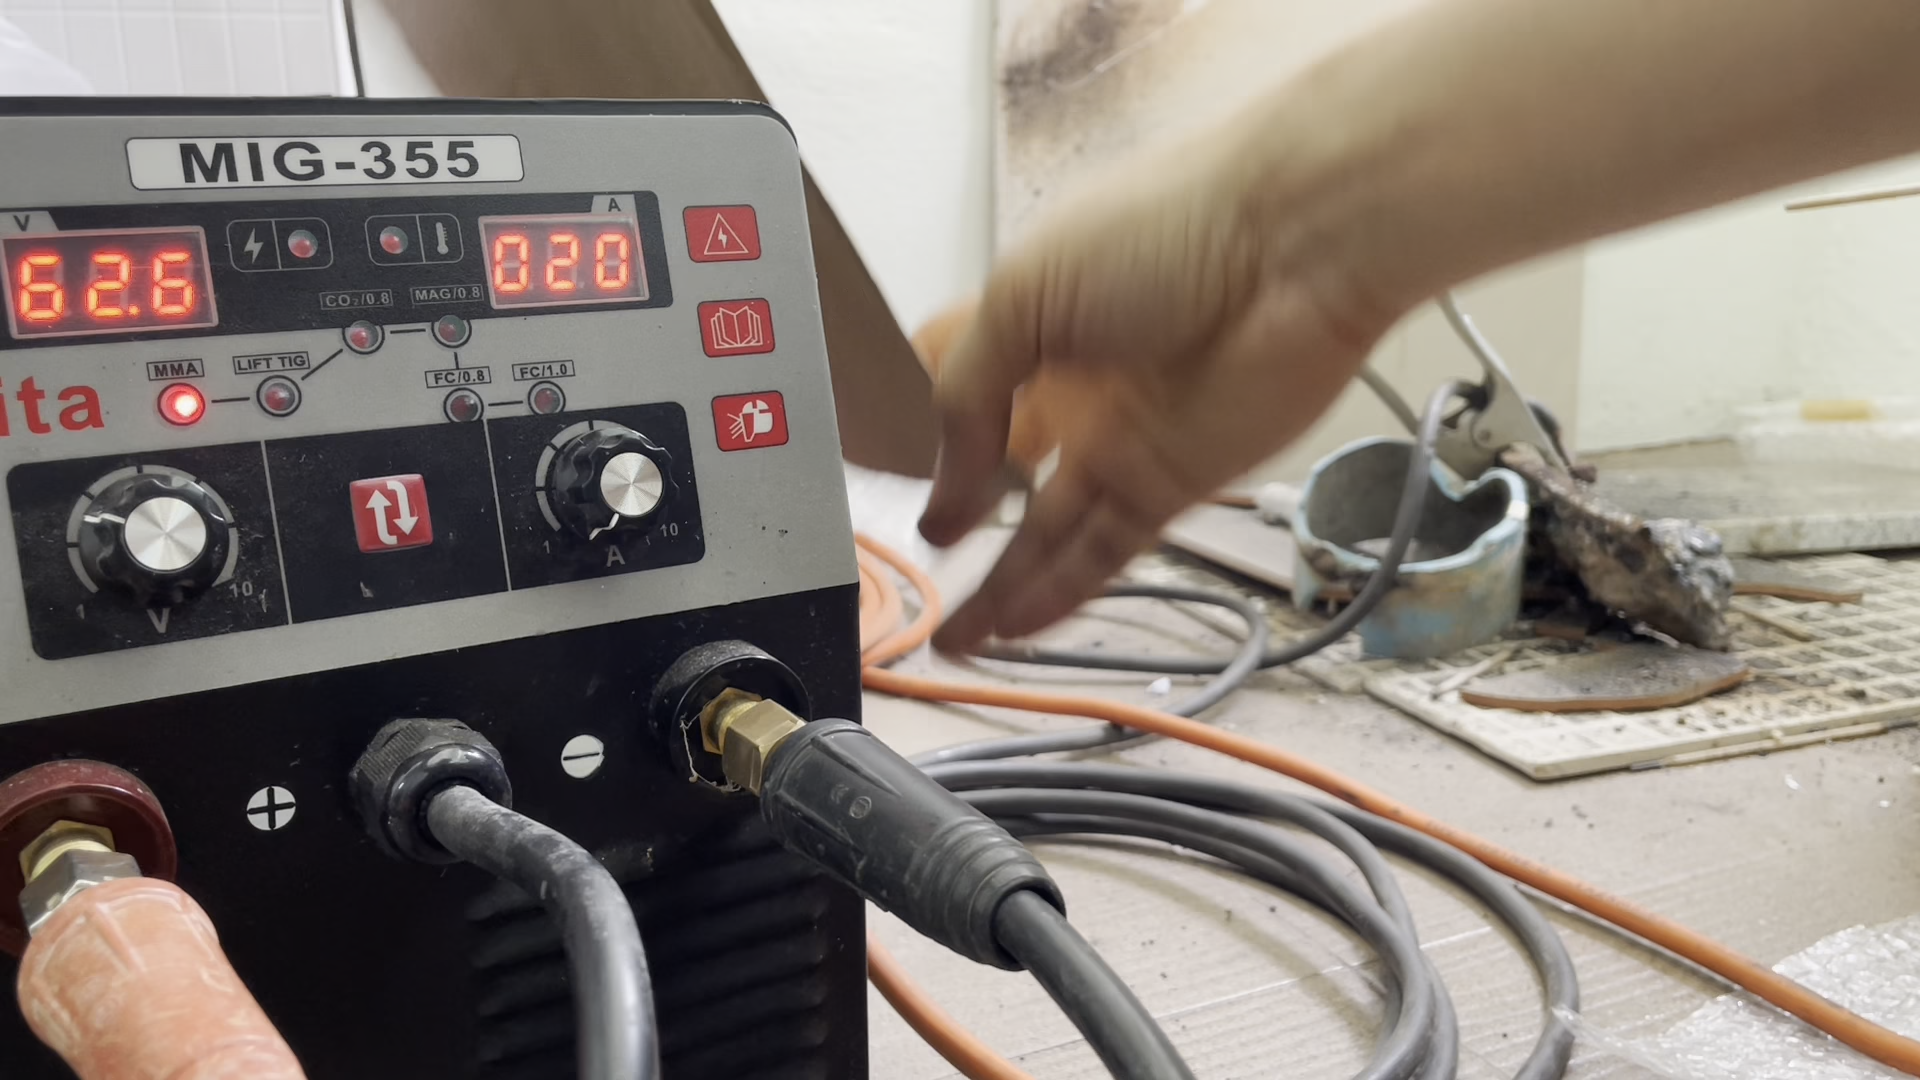 MIG-355
V
A
62.6
020
CO₂/0.8
MAG/0.8
MMA
LIFT TIG
FC/0.8
FC/1.0
ita
1
10
V
1
10
A